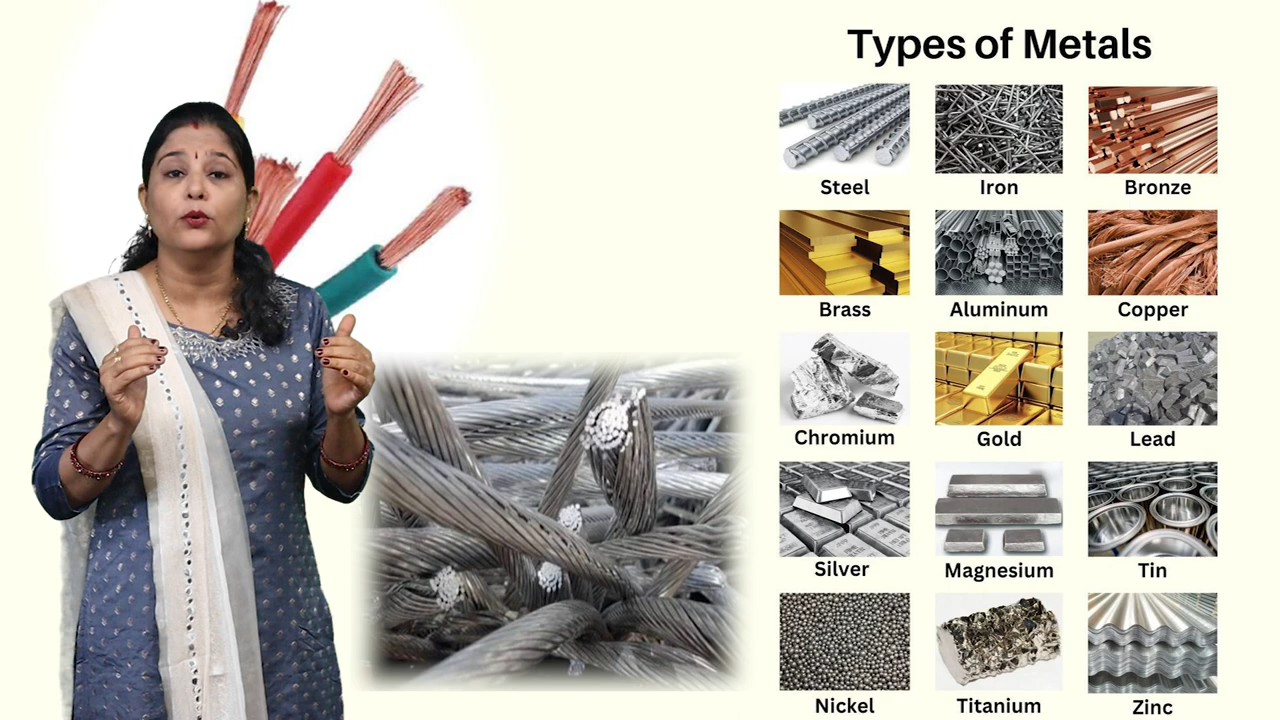 Types of Metals
Steel
Iron
Bronze
Brass
Aluminum
Copper
Chromium
Gold
Lead
Silver
Magnesium
Tin
Nickel
Titanium
Zinc